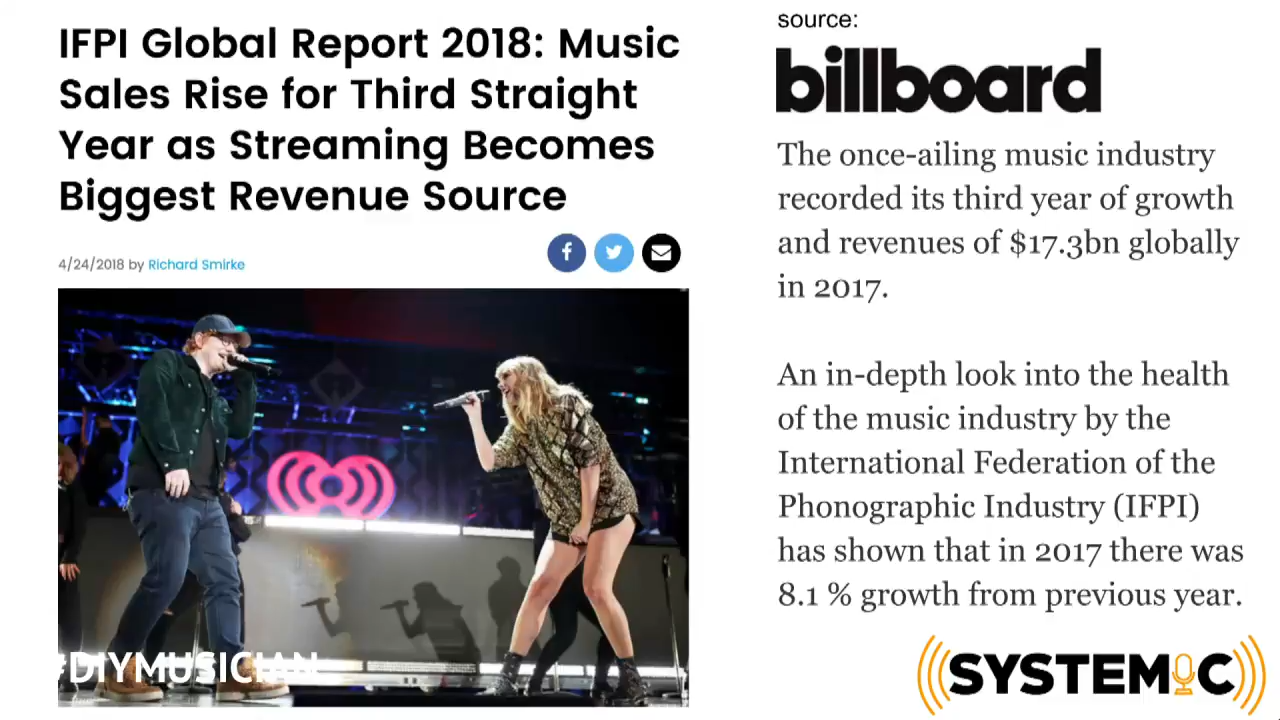 IFPI Global Report 2018: Music
Sales Rise for Third Straight
Year as Streaming Becomes
Biggest Revenue Source
4/24/2018 by Richard Smirke
#DIYMUSICIAN
source:
billboard
The once-ailing music industry
recorded its third year of growth
and revenues of $17.3bn globally
in 2017.
An in-depth look into the health
of the music industry by the
International Federation of the
Phonographic Industry (IFPI)
has shown that in 2017 there was
8.1 % growth from previous year.
SYSTEMIC